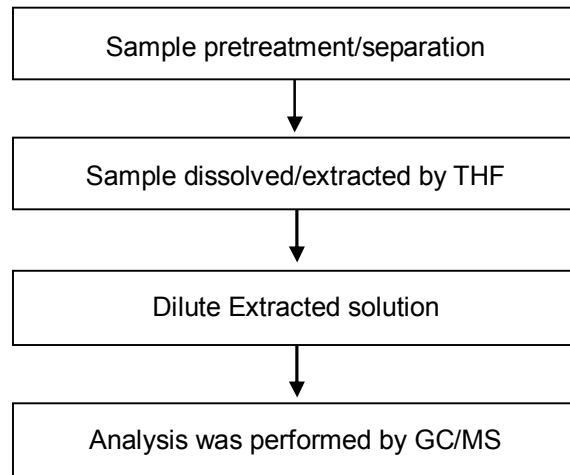 Sample pretreatment/separation
Sample dissolved/extracted by THF
Dilute Extracted solution
Analysis was performed by GC/MS